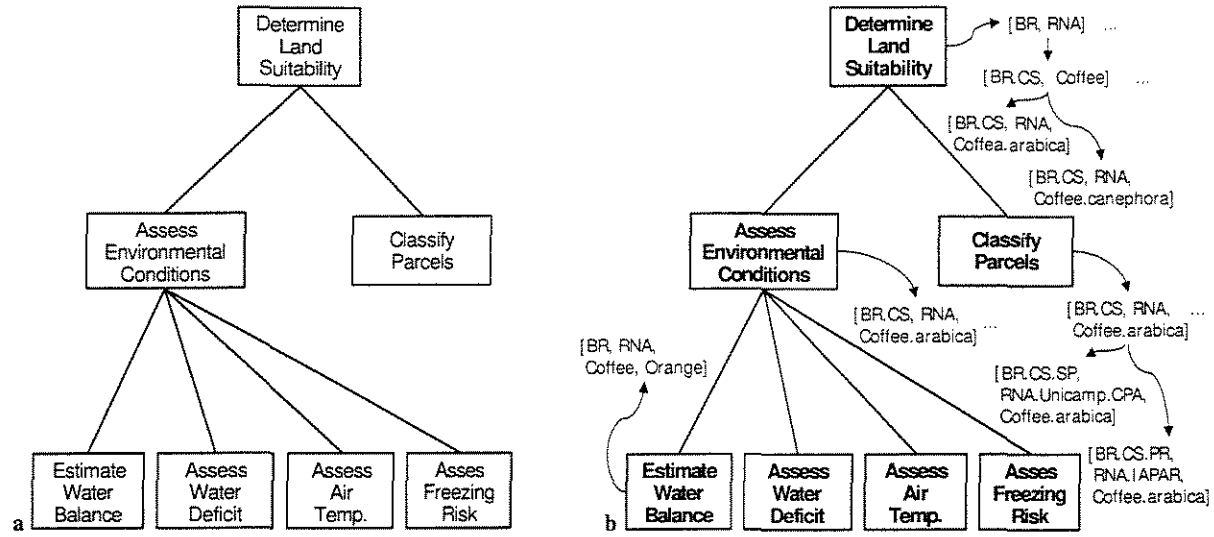 Determine
Land
Suitability
Assess
Environmental
Conditions
Classify
Parcels
Estimate
Water
Balance
Assess
Water
Deficit
Assess
Air
Temp.
Asses
Freezing
Risk
a
Determine
Land
Suitability
[BR, RNA] ...
[BR.CS, Coffee] ...
[BR.CS, RNA,
Coffea.arabica]
[BR.CS, RNA,
Coffee.canephora]
Assess
Environmental
Conditions
Classify
Parcels
[BR.CS, RNA,
Coffee.arabica] ...
[BR.CS, RNA, ...
Coffee.arabica]
[BR, RNA,
Coffee, Orange]
[BR.CS.SP,
RNA.Unicamp.CPA,
Coffee.arabica]
[BR.CS.PR,
RNA.IAPAR,
Coffee.arabica]
Estimate
Water
Balance
Assess
Water
Deficit
Assess
Air
Temp.
Asses
Freezing
Risk
b